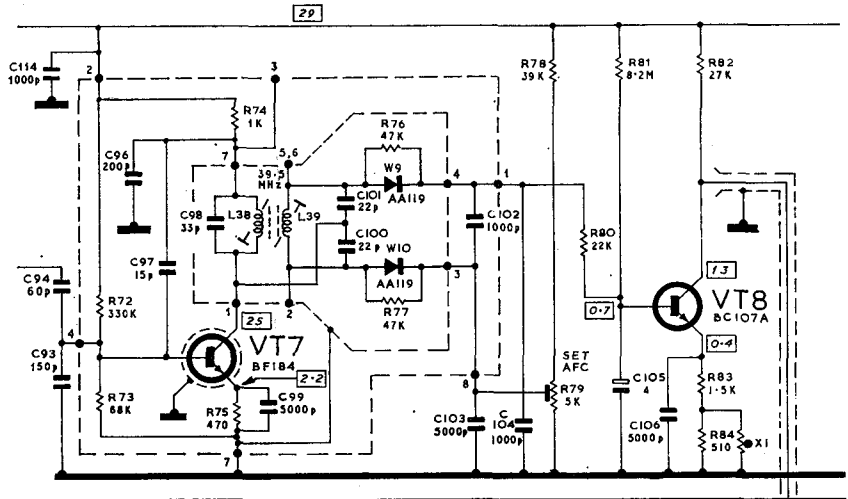 29
C114
1000p
2
3
R74
1K
R78
39K
R81
8·2M
R82
27K
C96
200p
7
5,6
39·5
MHz
R76
47K
W9
AA119
4
1
C98
33p
L38
L39
C101
22p
C100
22p
C102
1000p
R80
22K
W10
AA119
3
C97
15p
C94
60p
R72
330K
1
2
R77
47K
13
VT8
BC107A
0·7
0·4
4
25
VT7
BF184
2·2
C93
150p
R73
68K
R75
470
C99
5000p
7
8
SET
AFC
R79
5K
C103
5000p
C
104
1000p
C105
4
C106
5000p
R83
1·5K
R84
510
X1